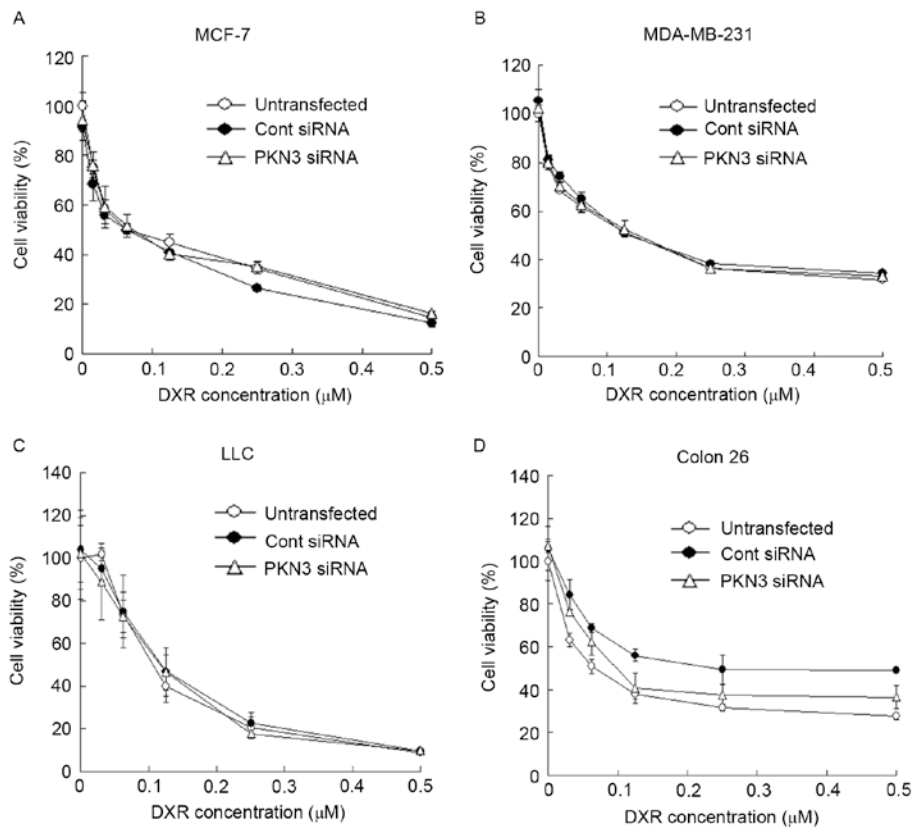 A
MCF-7
120
100
80
60
40
20
0
Cell viability (%)
Untransfected
Cont siRNA
PKN3 siRNA
0 0.1 0.2 0.3 0.4 0.5
DXR concentration (μM)
B
MDA-MB-231
120
100
80
60
40
20
0
Cell viability (%)
Untransfected
Cont siRNA
PKN3 siRNA
0 0.1 0.2 0.3 0.4 0.5
DXR concentration (μM)
C
LLC
140
120
100
80
60
40
20
0
Cell viability (%)
Untransfected
Cont siRNA
PKN3 siRNA
0 0.1 0.2 0.3 0.4 0.5
DXR concentration (μM)
D
Colon 26
140
120
100
80
60
40
20
0
Cell viability (%)
Untransfected
Cont siRNA
PKN3 siRNA
0 0.1 0.2 0.3 0.4 0.5
DXR concentration (μM)